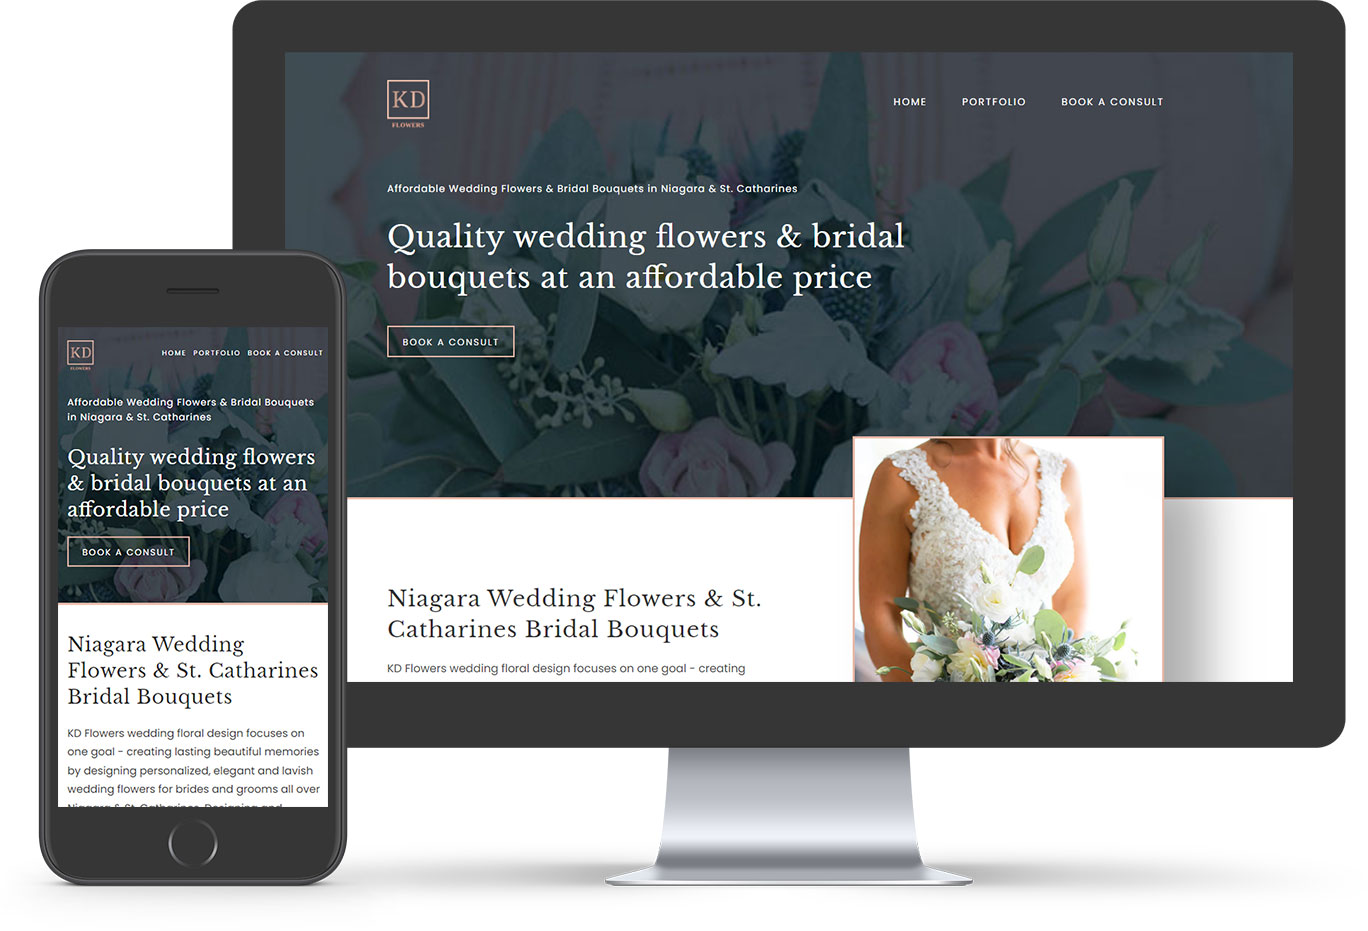 KD
FLOWERS
HOME PORTFOLIO BOOK A CONSULT
Affordable Wedding Flowers & Bridal Bouquets in Niagara & St. Catharines
Quality wedding flowers & bridal
bouquets at an affordable price
BOOK A CONSULT
Niagara Wedding Flowers & St.
Catharines Bridal Bouquets
KD Flowers wedding floral design focuses on one goal - creating
KD
FLOWERS
HOME PORTFOLIO BOOK A CONSULT
Affordable Wedding Flowers & Bridal Bouquets
in Niagara & St. Catharines
Quality wedding flowers
& bridal bouquets at an
affordable price
BOOK A CONSULT
Niagara Wedding
Flowers & St. Catharines
Bridal Bouquets
KD Flowers wedding floral design focuses on
one goal - creating lasting beautiful memories
by designing personalized, elegant and lavish
wedding flowers for brides and grooms all over
Niagara & St. Catharines. Designing and